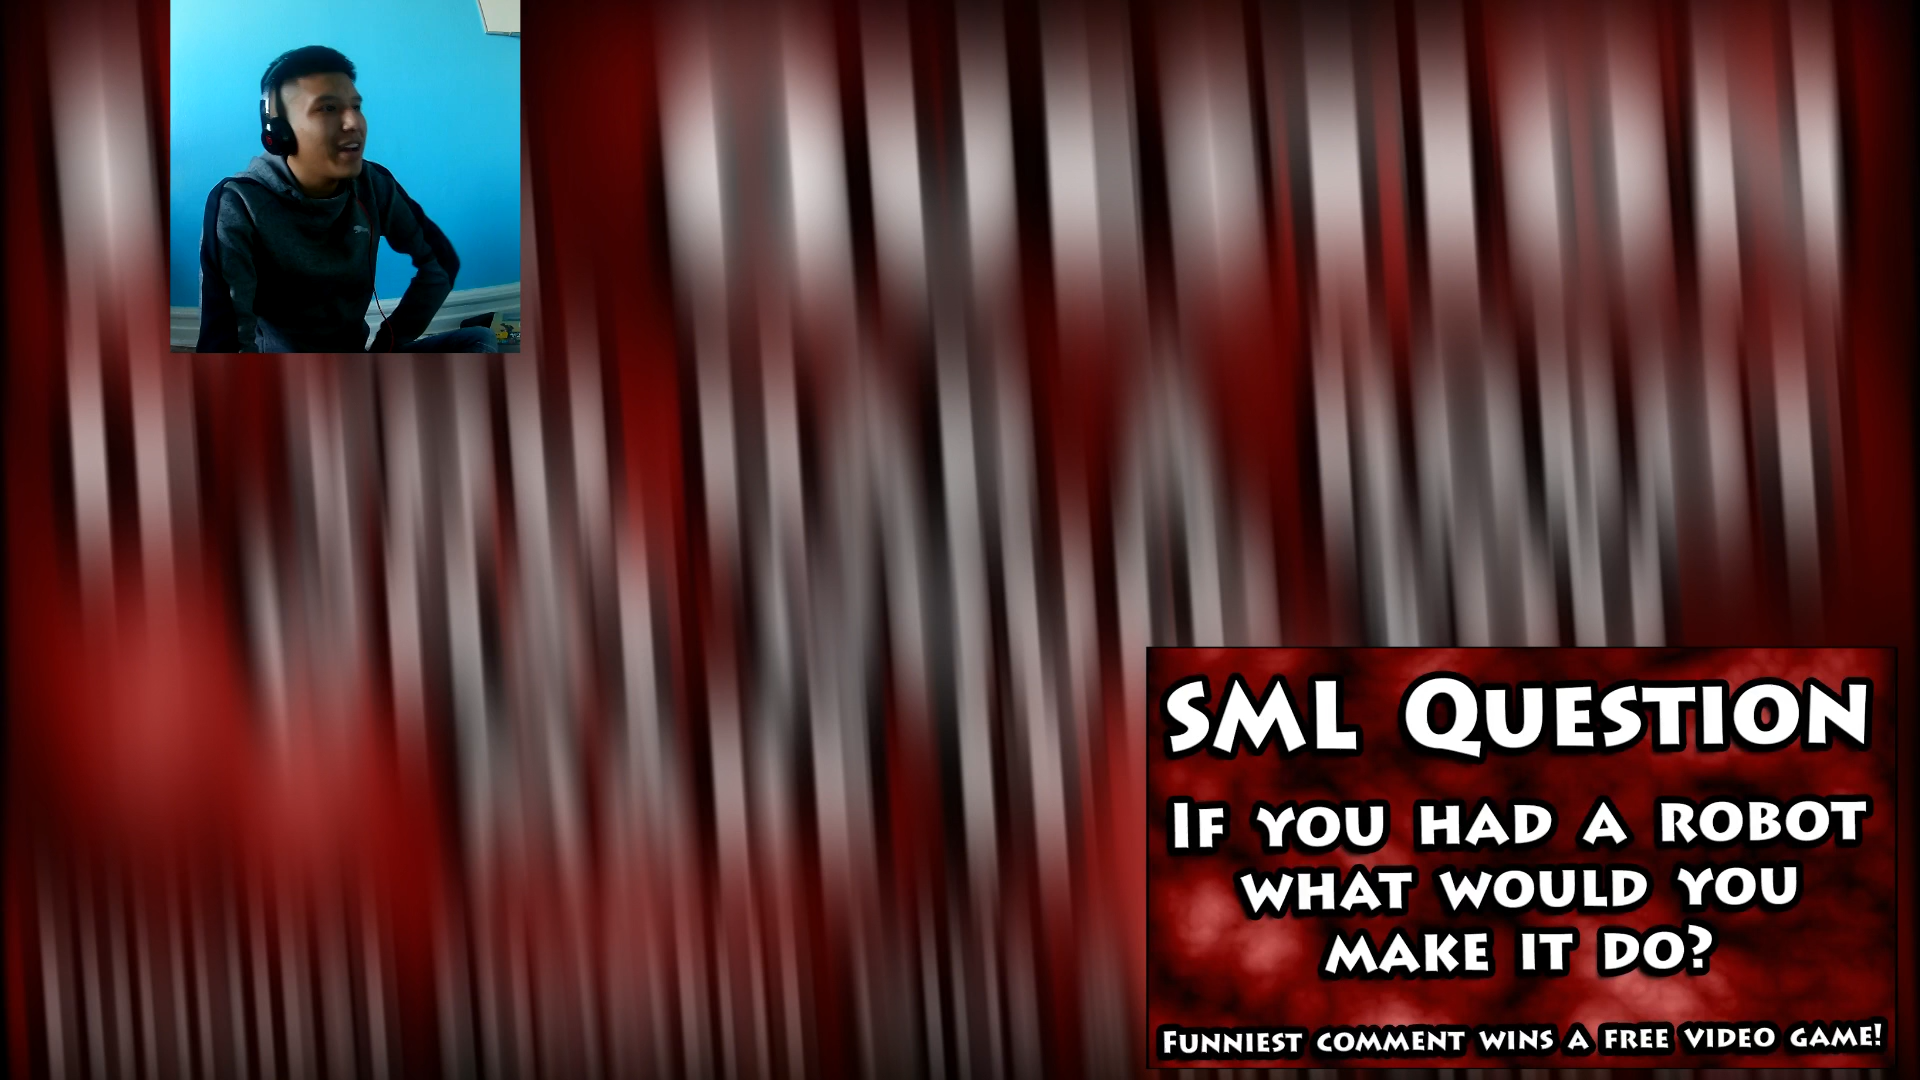 SML Question
If you had a robot
what would you
make it do?
Funniest comment wins a free video game!